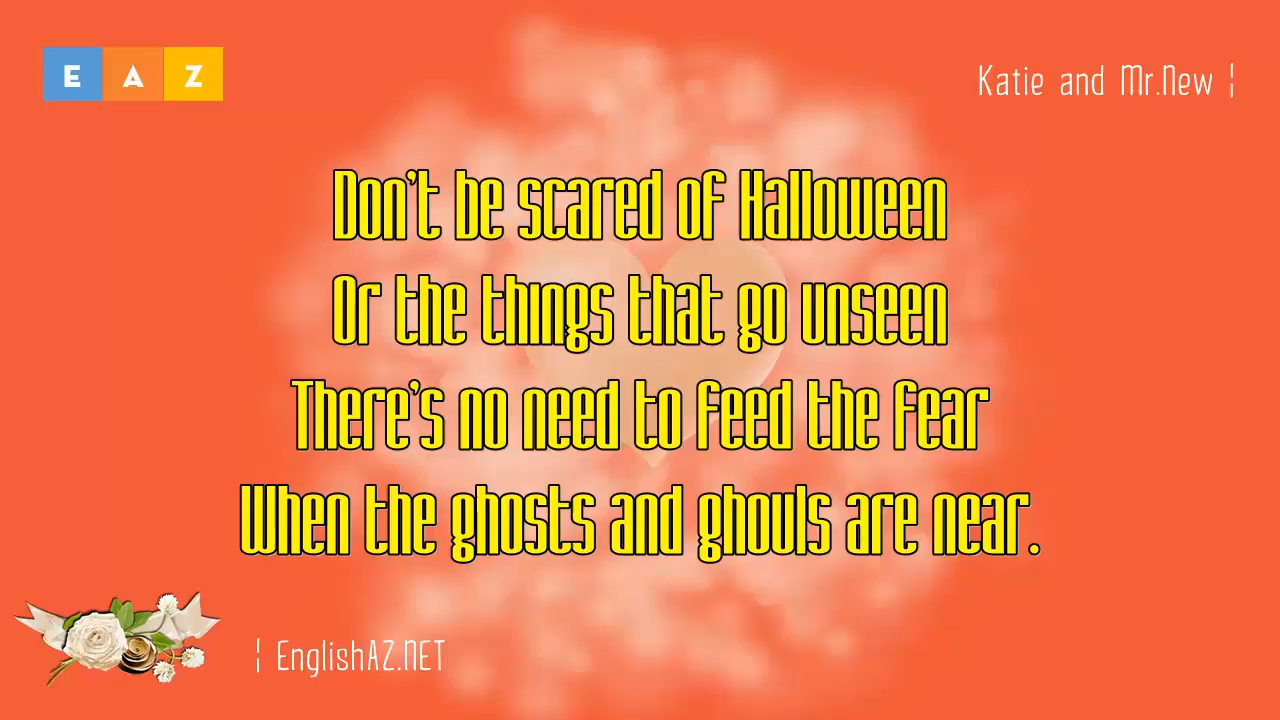 E A Z
Katie and Mr.New ¦
Don't be scared of Halloween
Or the things that go unseen
There's no need to feed the fear
When the ghosts and ghouls are near.
¦ EnglishAZ.NET